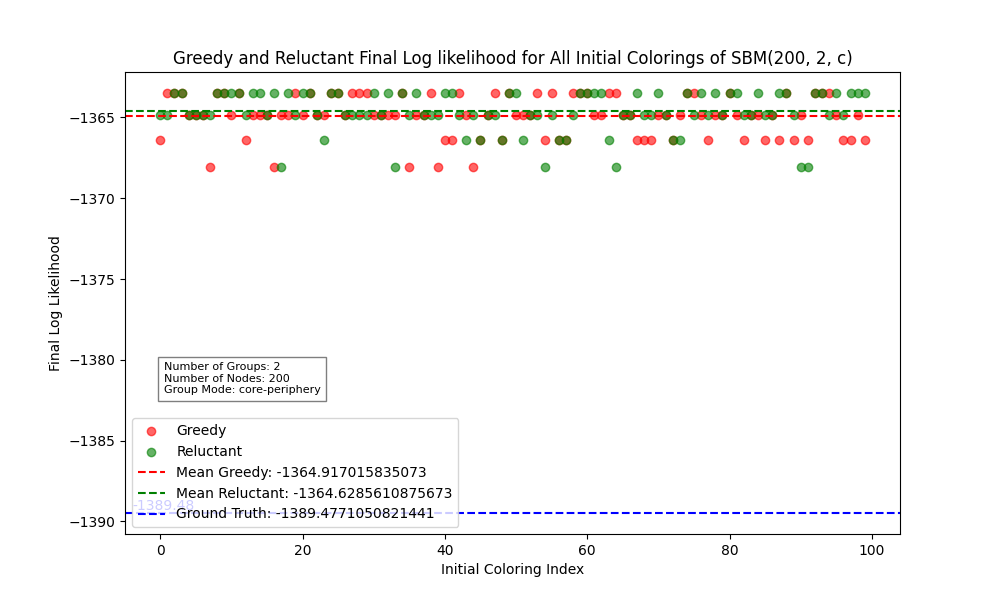 Greedy and Reluctant Final Log likelihood for All Initial Colorings of SBM(200, 2, c)
−1365
−1370
−1375
−1380
−1385
−1390
Final Log Likelihood
Number of Groups: 2
Number of Nodes: 200
Group Mode: core-periphery
Greedy
Reluctant
Mean Greedy: -1364.917015835073
Mean Reluctant: -1364.6285610875673
-1389.48
Ground Truth: -1389.4771050821441
0 20 40 60 80 100
Initial Coloring Index